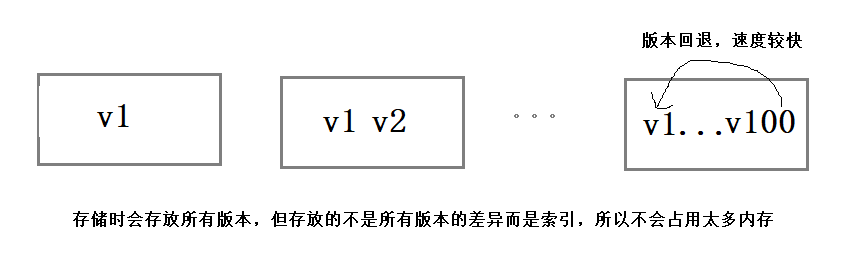 版本回退，速度较快
v1
v1 v2
。。。
v1...v100
存储时会存放所有版本，但存放的不是所有版本的差异而是索引，所以不会占用太多内存